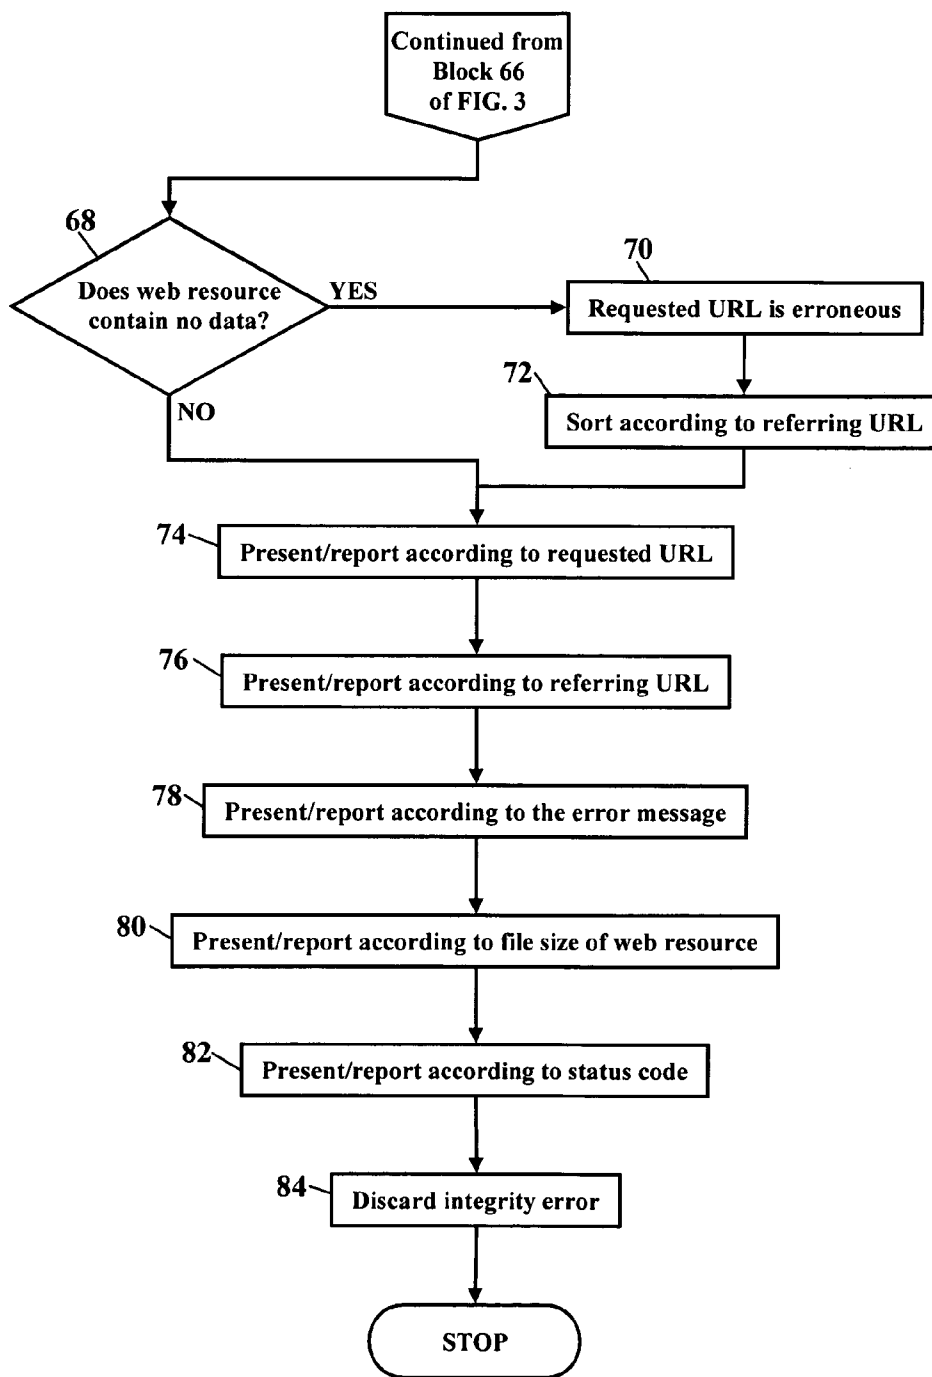 Continued from
Block 66
of FIG. 3
68
Does web resource
contain no data?
YES
NO
70
Requested URL is erroneous
72
Sort according to referring URL
74
Present/report according to requested URL
76
Present/report according to referring URL
78
Present/report according to the error message
80
Present/report according to file size of web resource
82
Present/report according to status code
84
Discard integrity error
STOP